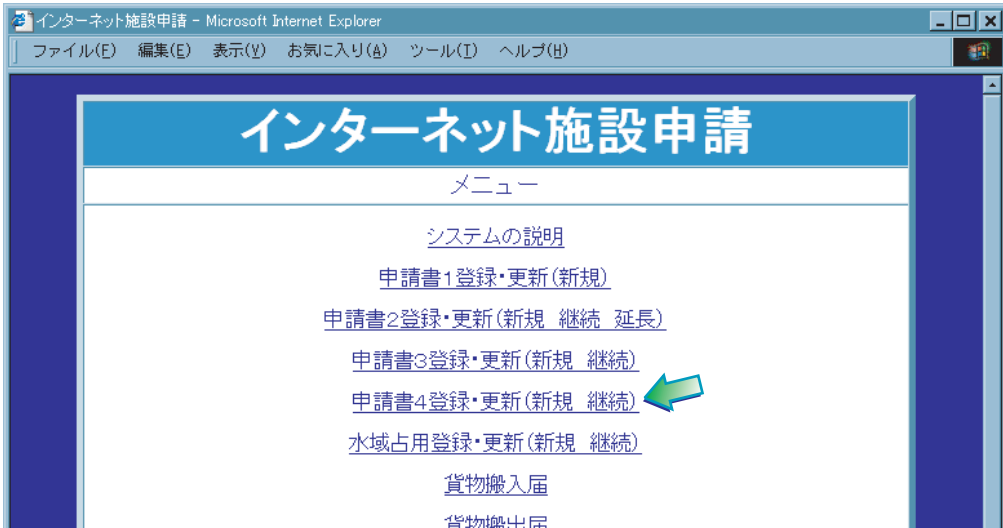 インターネット施設申請 - Microsoft Internet Explorer
ファイル(F) 編集(E) 表示(V) お気に入り(A) ツール(T) ヘルプ(H)
インターネット施設申請
メニュー
システムの説明
申請書1登録・更新(新規)
申請書2登録・更新(新規 継続 延長)
申請書3登録・更新(新規 継続)
申請書4登録・更新(新規 継続)
水域占用登録・更新(新規 継続)
貨物搬入届
貨物搬出届